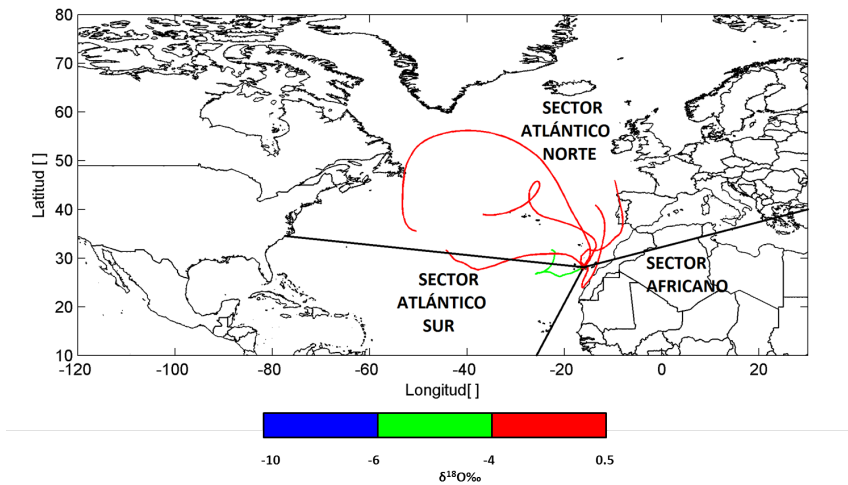 80
70
60
50
40
30
20
10
Latitud [ ]
SECTOR
ATLÁNTICO
NORTE
SECTOR
ATLÁNTICO
SUR
SECTOR
AFRICANO
-120 -100 -80 -60 -40 -20 0 20
Longitud[ ]
-10 -6 -4 0.5
δ¹⁸O‰